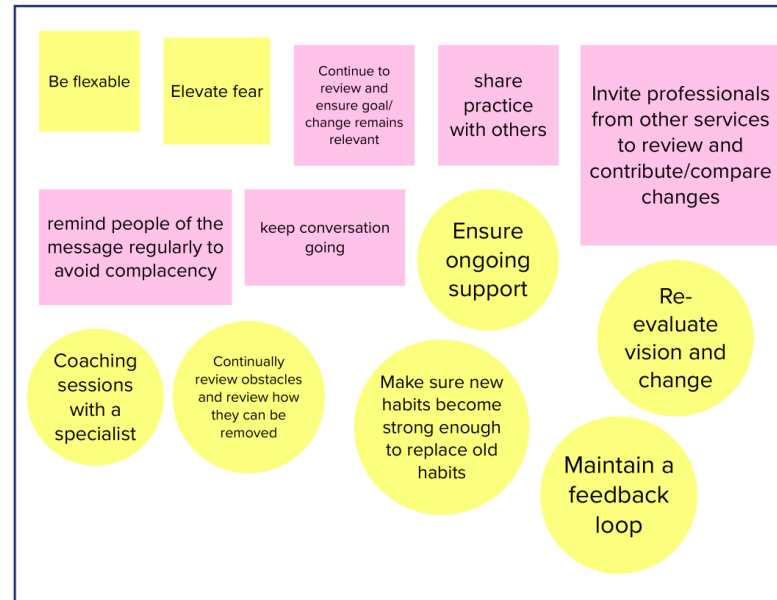 Be flexable
Elevate fear
Continue to
review and
ensure goal/
change remains
relevant
share
practice
with others
Invite professionals
from other services
to review and
contribute/compare
changes
remind people of the
message regularly to
avoid complacency
keep conversation
going
Ensure
ongoing
support
Re-
evaluate
vision and
change
Coaching
sessions
with a
specialist
Continually
review obstacles
and review how
they can be
removed
Make sure new
habits become
strong enough
to replace old
habits
Maintain a
feedback
loop